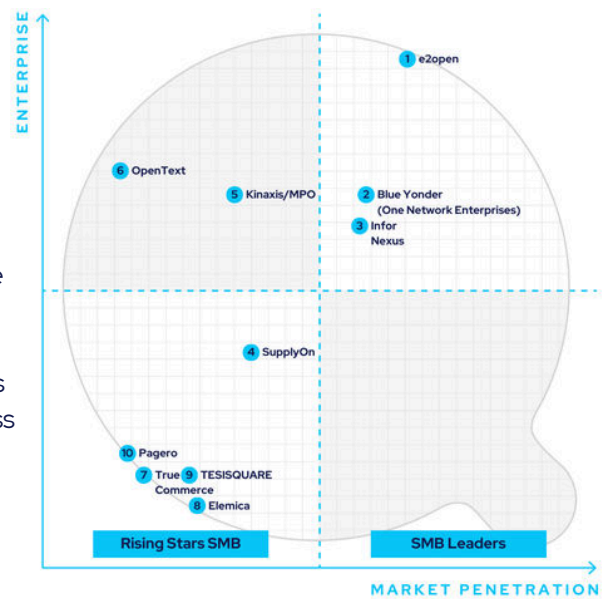 ENTERPRISE
1 e2open
6 OpenText
5 Kinaxis/MPO
2 Blue Yonder
(One Network Enterprises)
3 Infor
Nexus
4 SupplyOn
10 Pagero
7 True
Commerce
9 TESISQUARE
8 Elemica
Rising Stars SMB
SMB Leaders
MARKET PENETRATION